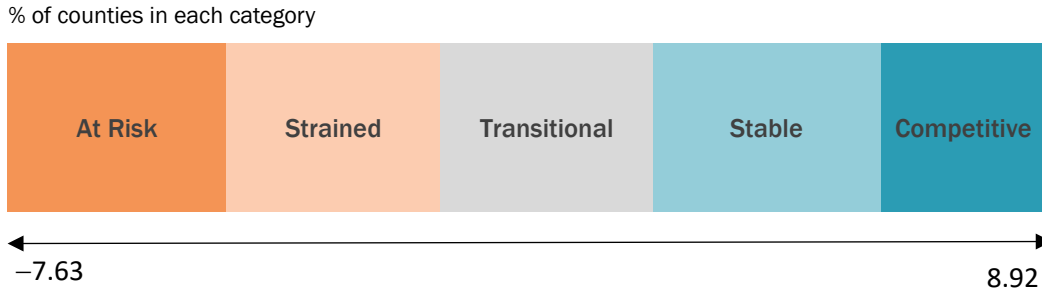 % of counties in each category
At Risk Strained Transitional Stable Competitive
−7.63 8.92